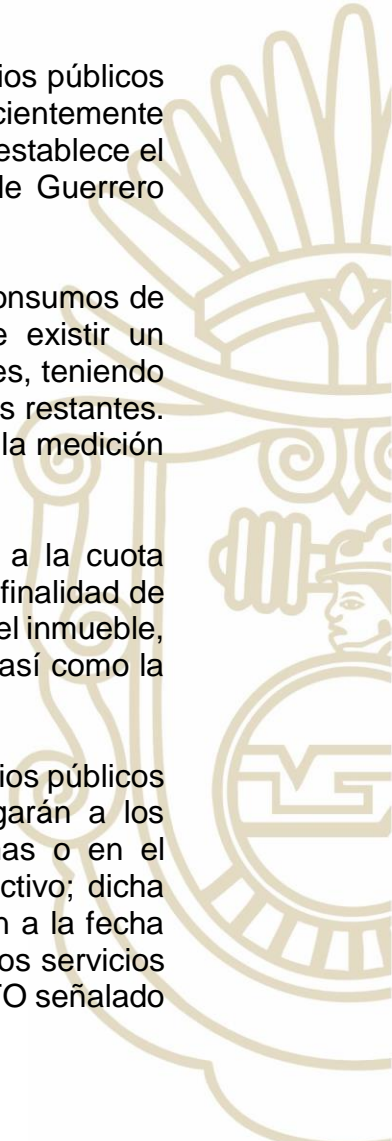 ios públicos
cientemente
establece el
de Guerrero
onsumos de
e existir un
es, teniendo
s restantes.
la medición
a la cuota
finalidad de
el inmueble,
así como la
ios públicos
garán a los
nas o en el
ctivo; dicha
n a la fecha
os servicios
TO señalado